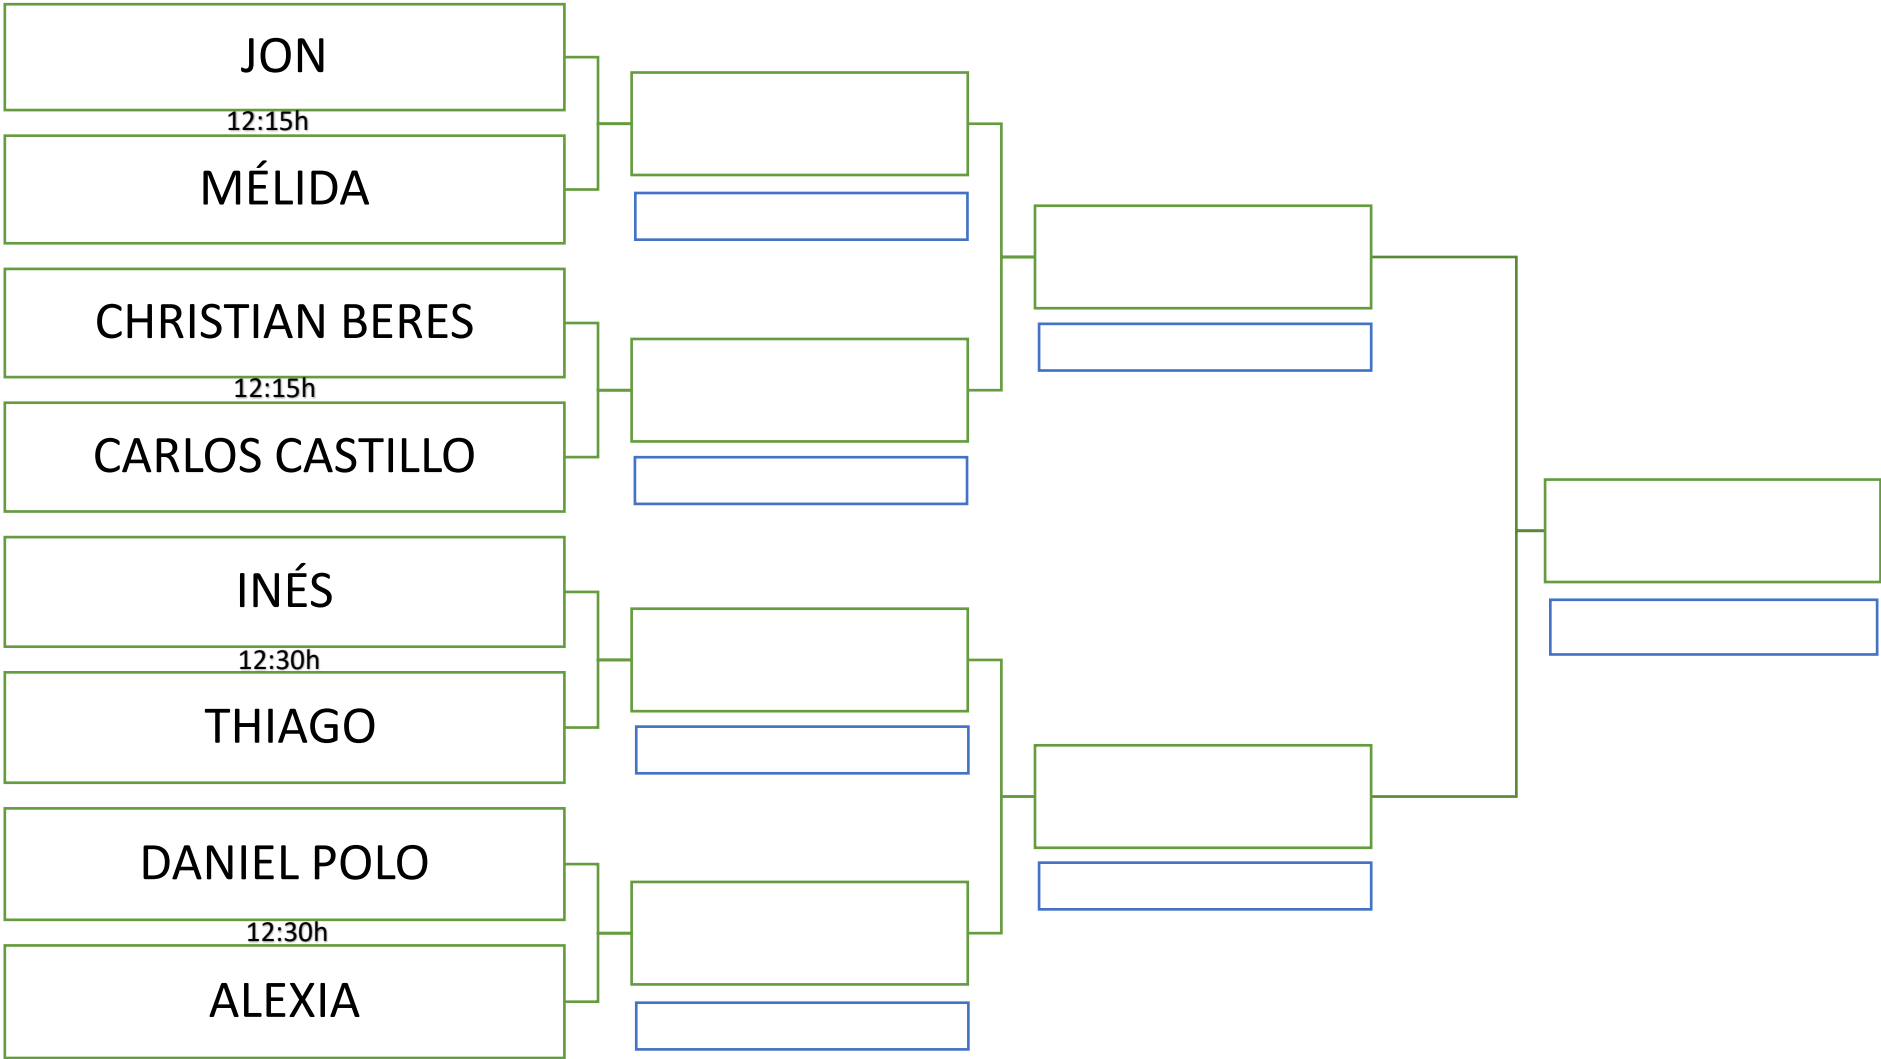 JON
12:15h
MÉLIDA
CHRISTIAN BERES
12:15h
CARLOS CASTILLO
INÉS
12:30h
THIAGO
DANIEL POLO
12:30h
ALEXIA